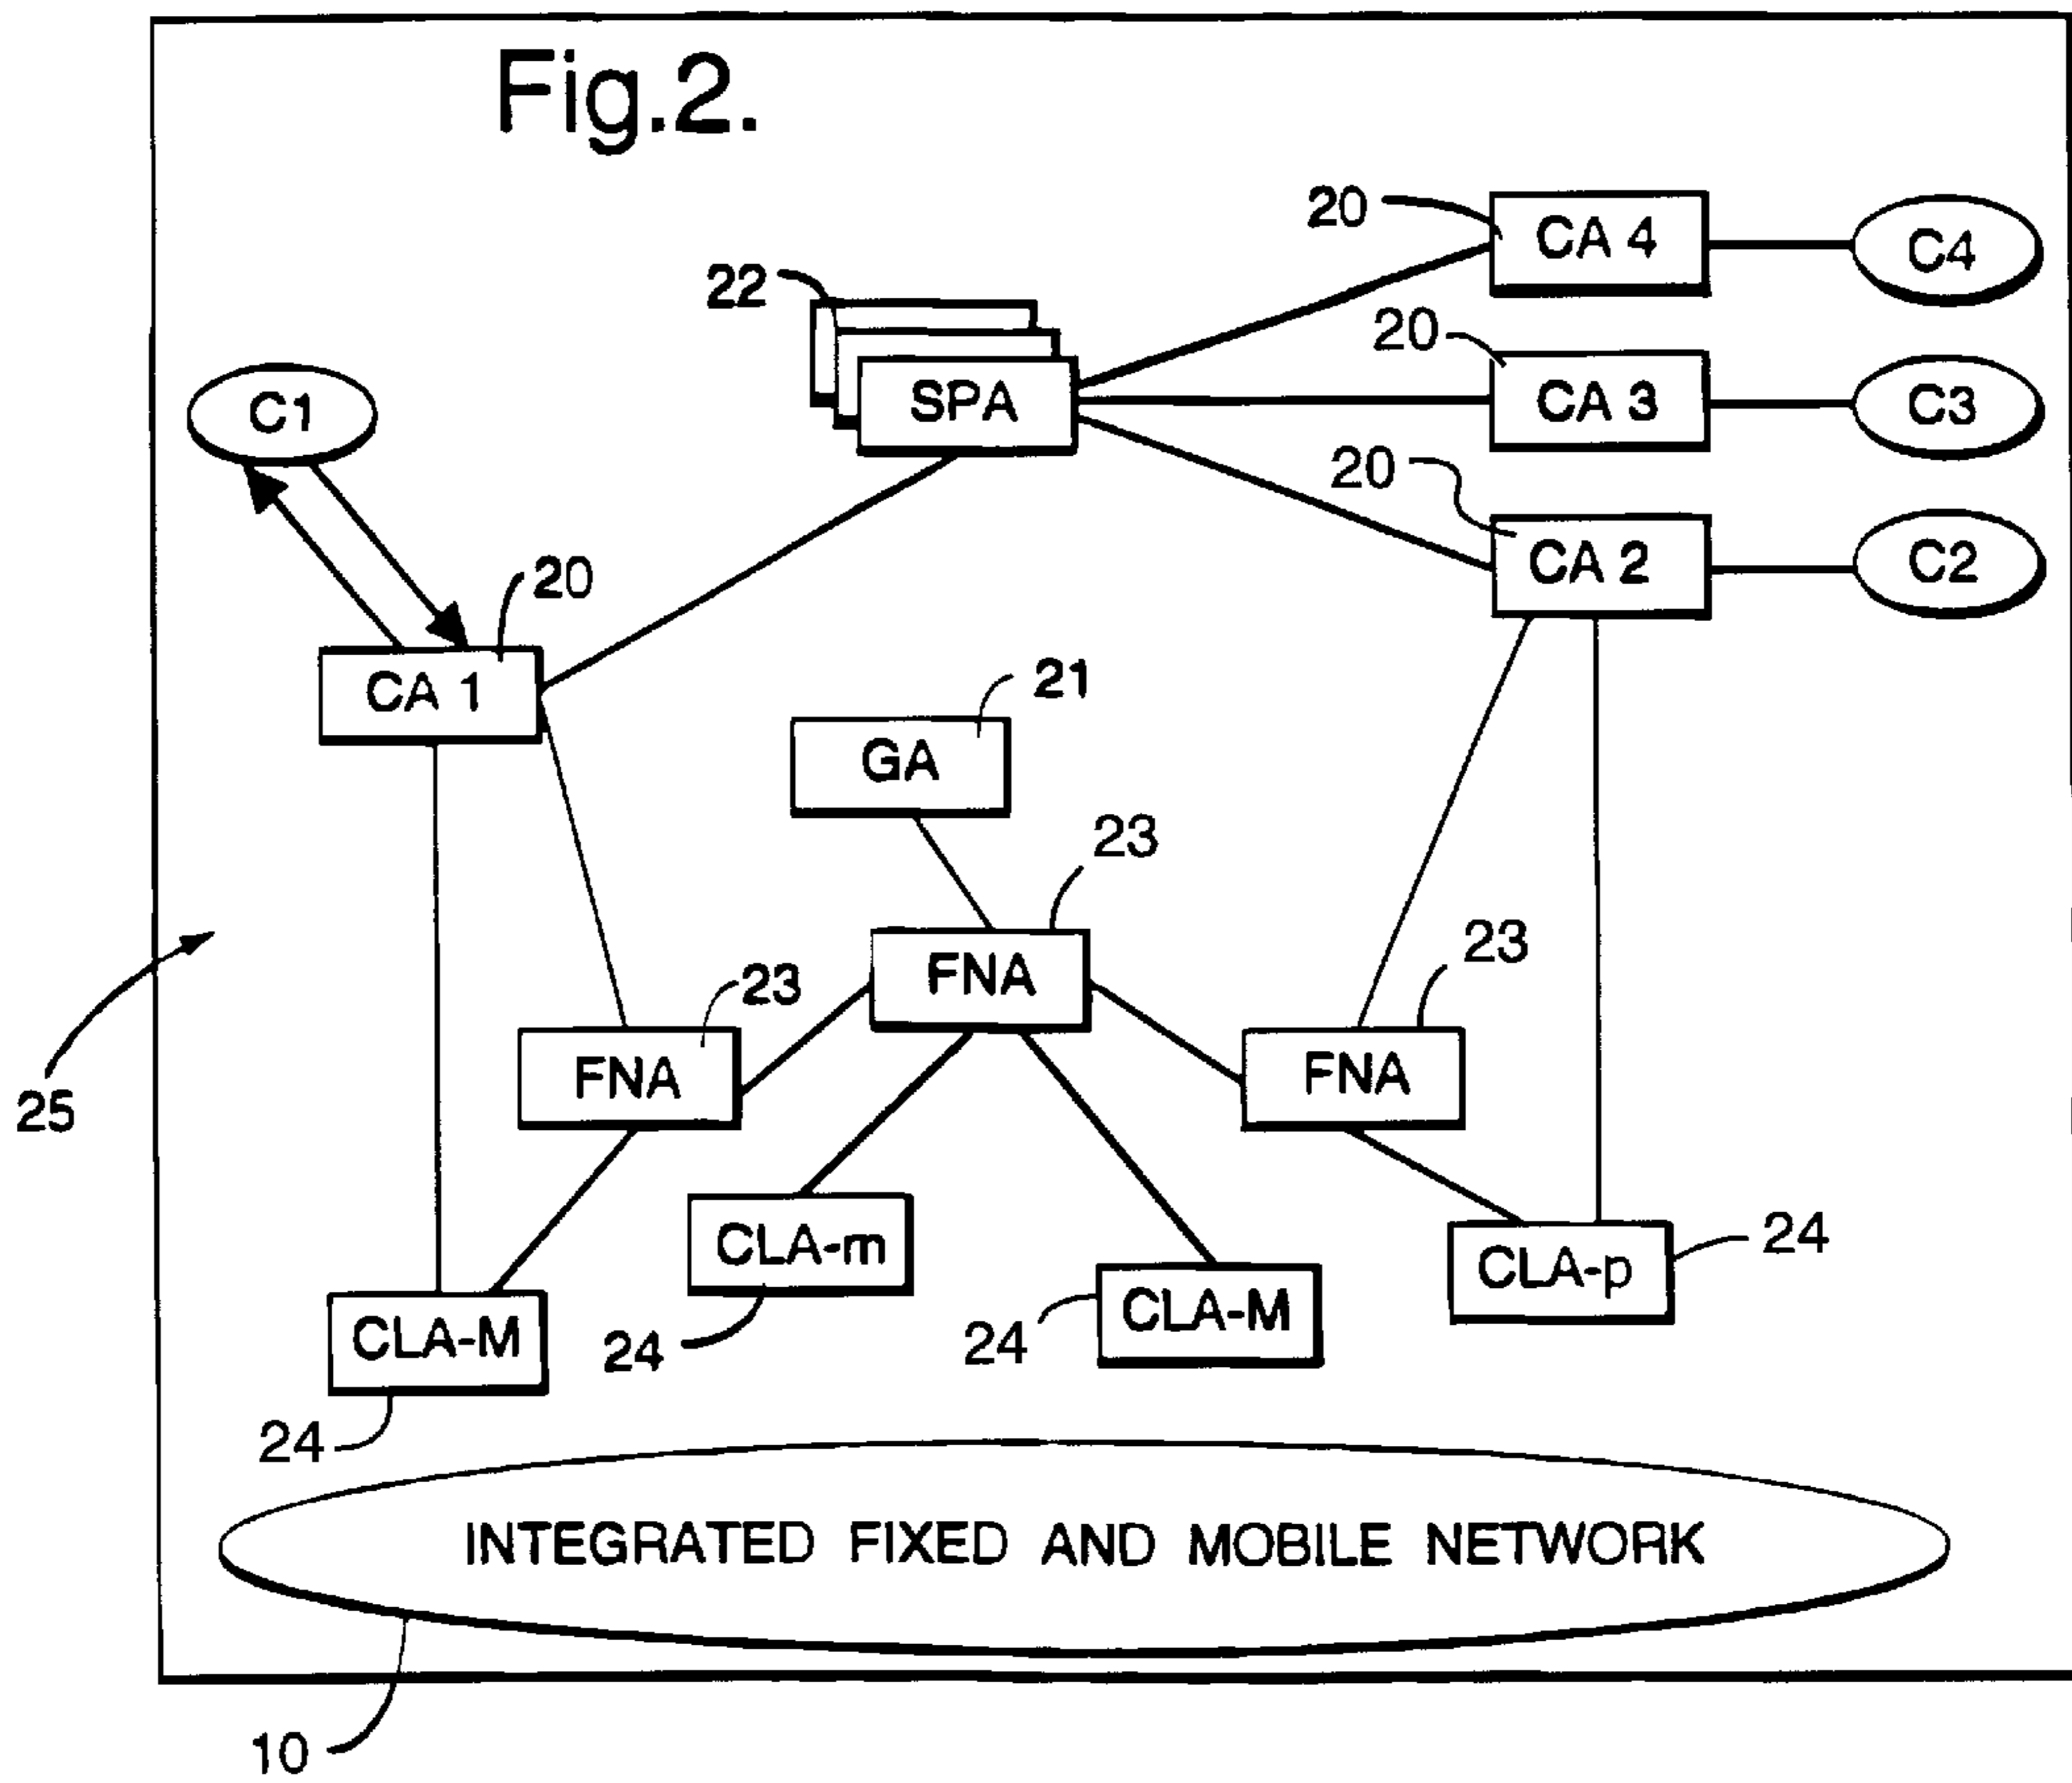 Fig.2.
20
CA 4
C4
22
20
SPA
CA 3
C3
C1
20
CA 2
C2
20
CA 1
21
GA
23
23
FNA
23
FNA
FNA
25
CLA-m
24
CLA-p
24
CLA-M
CLA-M
24
24
24
INTEGRATED FIXED AND MOBILE NETWORK
10